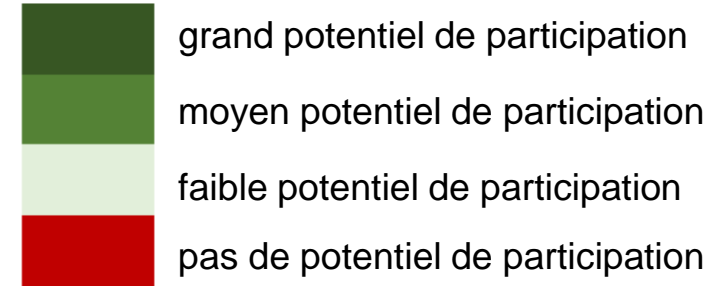 grand potentiel de participation
moyen potentiel de participation
faible potentiel de participation
pas de potentiel de participation